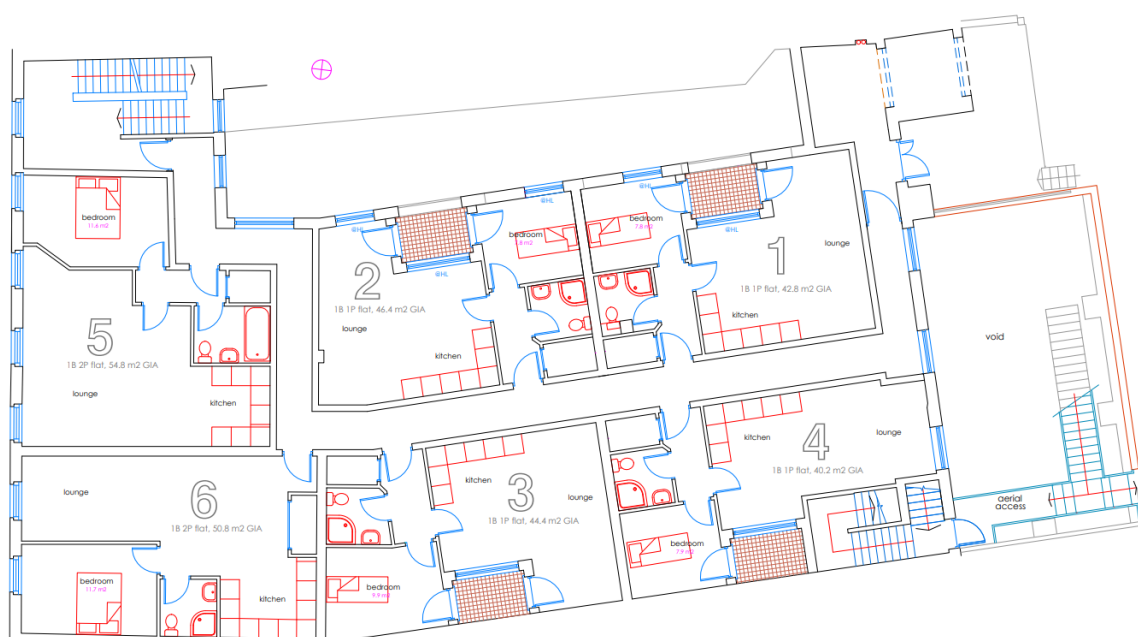 bedroom
11.6 m2
5
1B 2P flat, 54.8 m2 GIA
lounge
kitchen
@HL
2
1B 1P flat, 46.4 m2 GIA
lounge
kitchen
@HL
@HL
bedroom
@HL
bedroom
7.8 m2
@HL
1
1B 1P flat, 42.8 m2 GIA
lounge
kitchen
void
aerial
access
lounge
6
1B 2P flat, 50.8 m2 GIA
bedroom
11.7 m2
kitchen
kitchen
3
lounge
1B 1P flat, 44.4 m2 GIA
bedroom
9.9 m2
kitchen
4
lounge
1B 1P flat, 40.2 m2 GIA
bedroom
7.9 m2